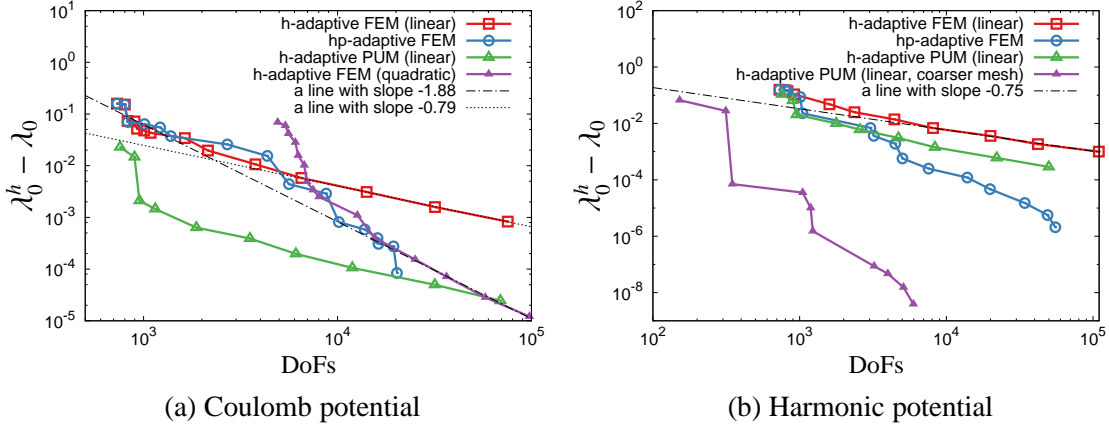 10^1
10^0
10^-1
10^-2
10^-3
10^-4
10^-5
λ_0^h − λ_0
h-adaptive FEM (linear)
hp-adaptive FEM
h-adaptive PUM (linear)
h-adaptive FEM (quadratic)
a line with slope -1.88
a line with slope -0.79
10^3 10^4 10^5
DoFs
(a) Coulomb potential
10^2
10^0
10^-2
10^-4
10^-6
10^-8
λ_0^h − λ_0
h-adaptive FEM (linear)
hp-adaptive FEM
h-adaptive PUM (linear)
h-adaptive PUM (linear, coarser mesh)
a line with slope -0.75
10^2 10^3 10^4 10^5
DoFs
(b) Harmonic potential